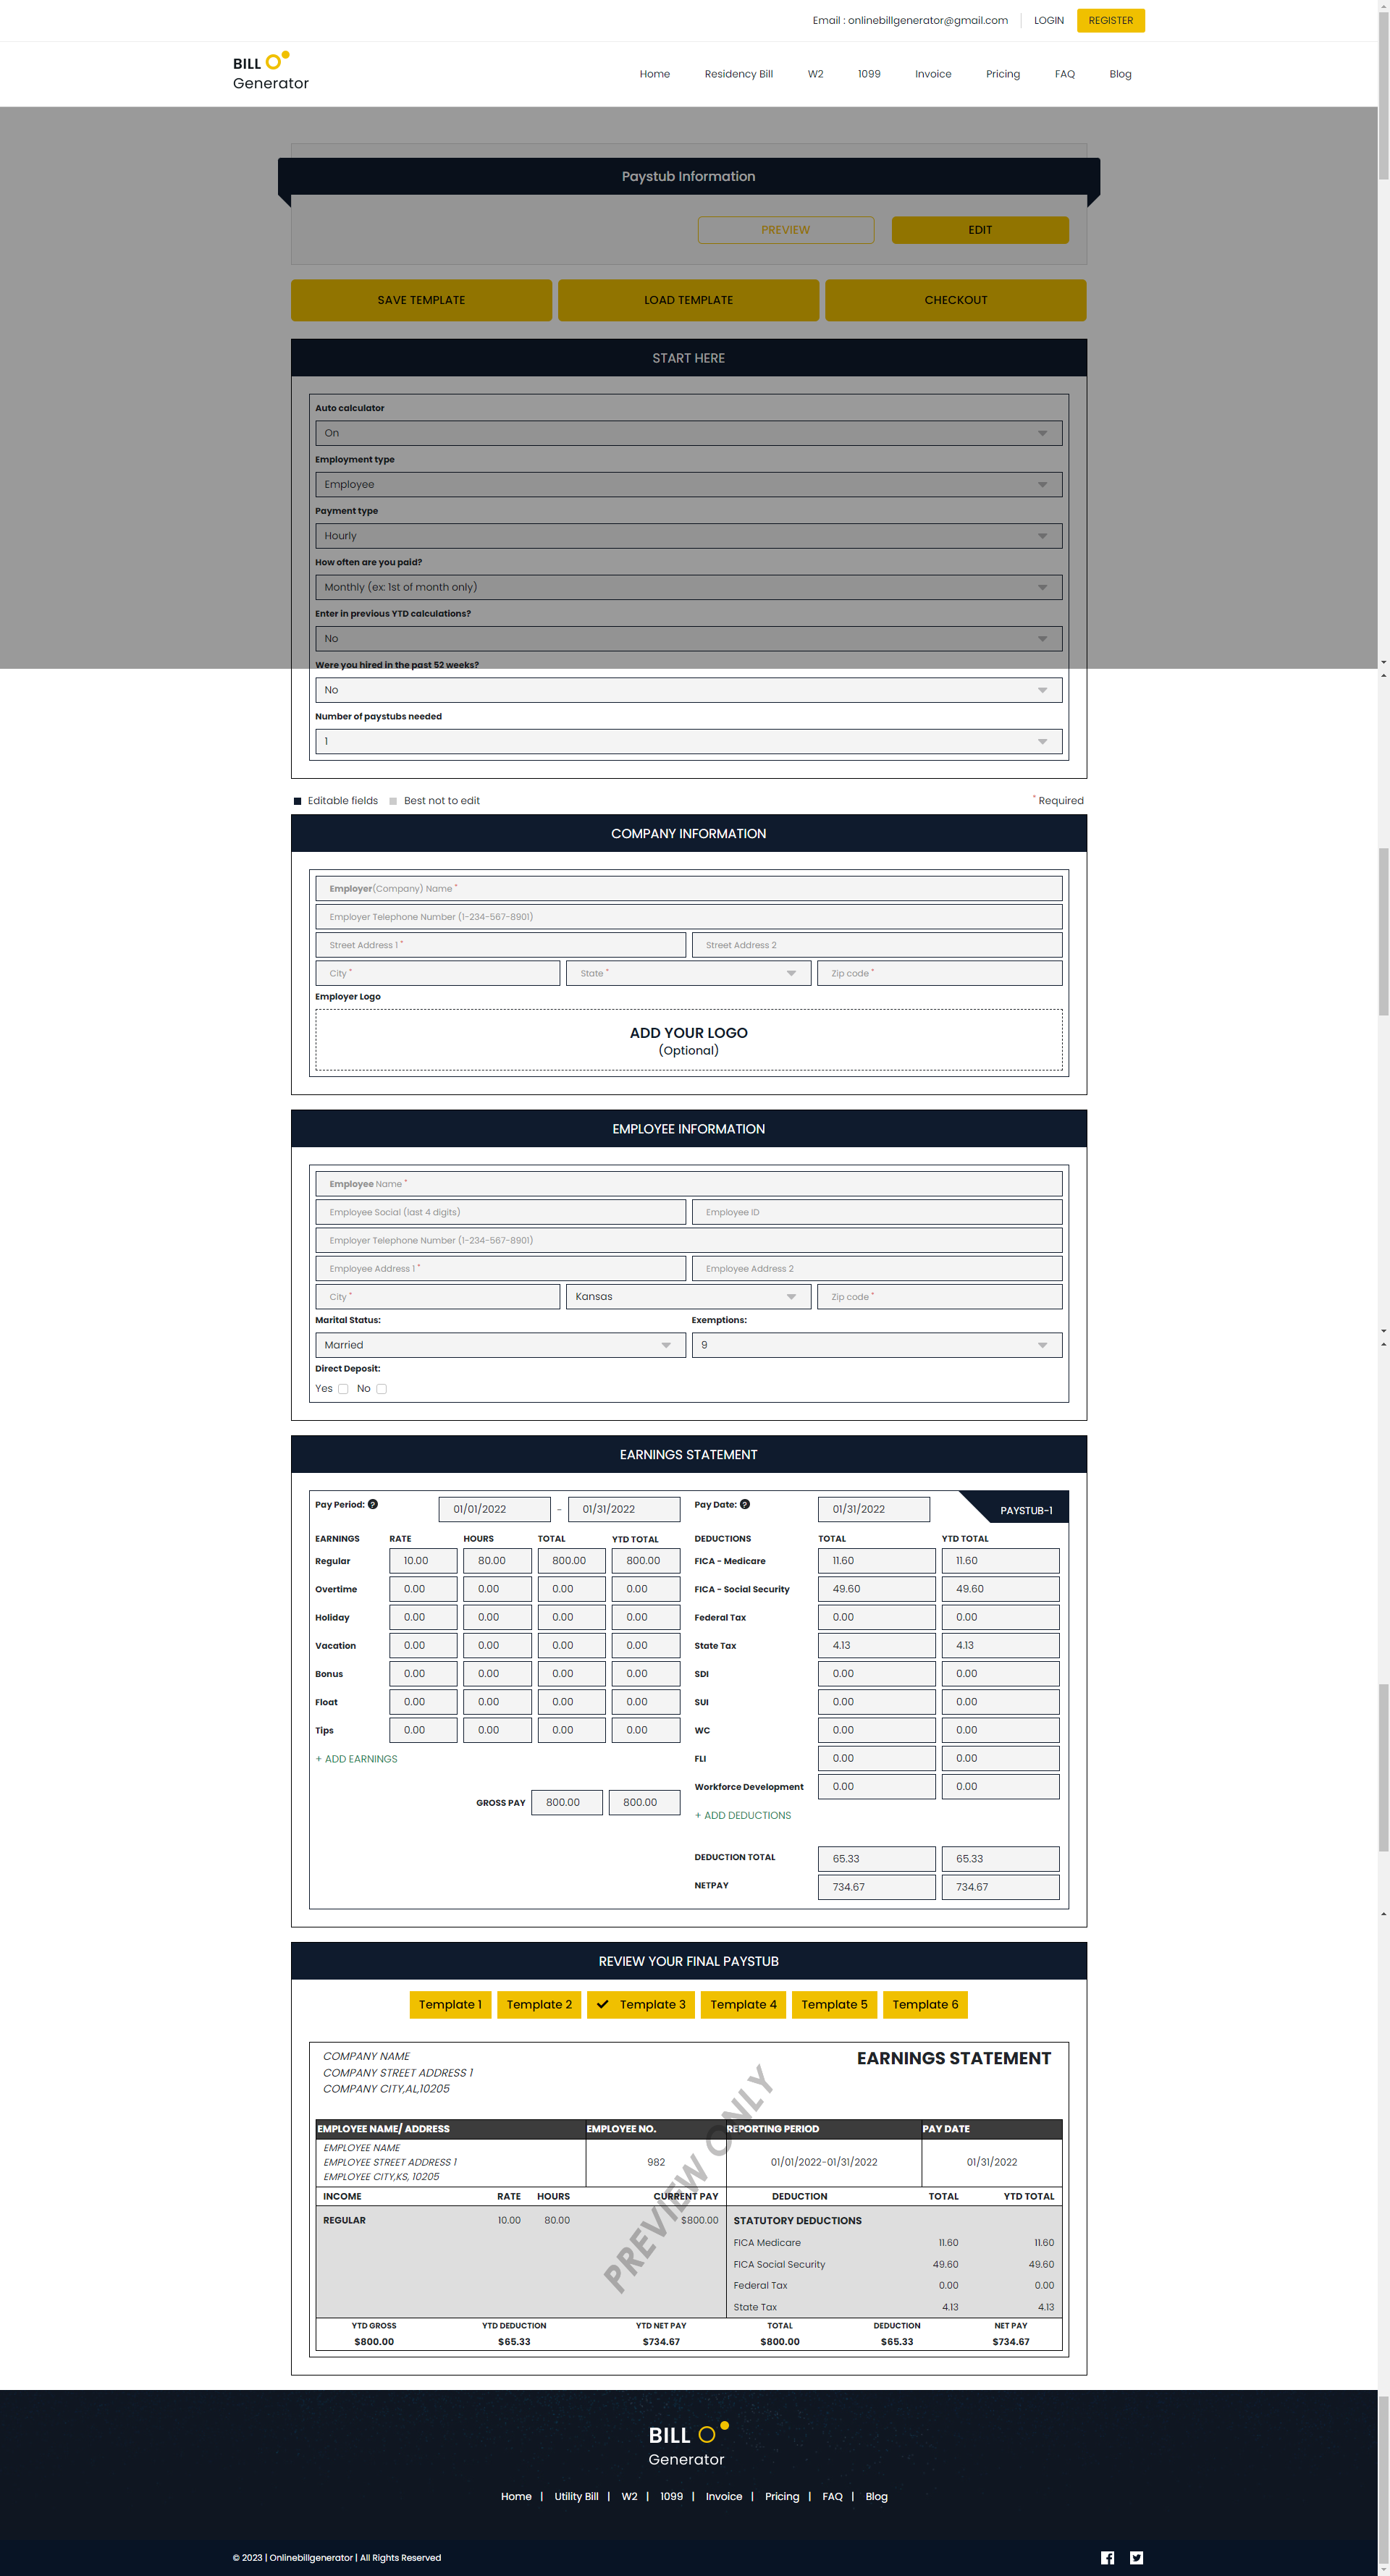 Email : onlinebillgenerator@gmail.com LOGIN REGISTER
BILL
Generator
Home Residency Bill W2 1099 Invoice Pricing FAQ Blog
Paystub Information
PREVIEW EDIT
SAVE TEMPLATE LOAD TEMPLATE CHECKOUT
START HERE
Auto calculator
On
Employment type
Employee
Payment type
Hourly
How often are you paid?
Monthly (ex: 1st of month only)
Enter in previous YTD calculations?
No
Were you hired in the past 52 weeks?
No
Number of paystubs needed
1
Editable fields Best not to edit * Required
COMPANY INFORMATION
Employer(Company) Name *
Employer Telephone Number (1-234-567-8901)
Street Address 1 * Street Address 2
City * State * Zip code *
Employer Logo
ADD YOUR LOGO
(Optional)
EMPLOYEE INFORMATION
Employee Name *
Employee Social (last 4 digits) Employee ID
Employer Telephone Number (1-234-567-8901)
Employee Address 1 * Employee Address 2
City * Kansas Zip code *
Marital Status: Exemptions:
Married 9
Direct Deposit:
Yes No
EARNINGS STATEMENT
Pay Period: ? 01/01/2022 - 01/31/2022 Pay Date: ? 01/31/2022 PAYSTUB-1
EARNINGS RATE HOURS TOTAL YTD TOTAL DEDUCTIONS TOTAL YTD TOTAL
Regular 10.00 80.00 800.00 800.00 FICA - Medicare 11.60 11.60
Overtime 0.00 0.00 0.00 0.00 FICA - Social Security 49.60 49.60
Holiday 0.00 0.00 0.00 0.00 Federal Tax 0.00 0.00
Vacation 0.00 0.00 0.00 0.00 State Tax 4.13 4.13
Bonus 0.00 0.00 0.00 0.00 SDI 0.00 0.00
Float 0.00 0.00 0.00 0.00 SUI 0.00 0.00
Tips 0.00 0.00 0.00 0.00 WC 0.00 0.00
+ ADD EARNINGS FLI 0.00 0.00
Workforce Development 0.00 0.00
GROSS PAY 800.00 800.00
+ ADD DEDUCTIONS
DEDUCTION TOTAL 65.33 65.33
NETPAY 734.67 734.67
REVIEW YOUR FINAL PAYSTUB
Template 1 Template 2 Template 3 Template 4 Template 5 Template 6
COMPANY NAME EARNINGS STATEMENT
COMPANY STREET ADDRESS 1
COMPANY CITY,AL,10205
PREVIEW ONLY
EMPLOYEE NAME/ ADDRESS EMPLOYEE NO. REPORTING PERIOD PAY DATE
EMPLOYEE NAME
EMPLOYEE STREET ADDRESS 1 982 01/01/2022-01/31/2022 01/31/2022
EMPLOYEE CITY,KS, 10205
INCOME RATE HOURS CURRENT PAY DEDUCTION TOTAL YTD TOTAL
REGULAR 10.00 80.00 $800.00 STATUTORY DEDUCTIONS
FICA Medicare 11.60 11.60
FICA Social Security 49.60 49.60
Federal Tax 0.00 0.00
State Tax 4.13 4.13
YTD GROSS YTD DEDUCTION YTD NET PAY TOTAL DEDUCTION NET PAY
$800.00 $65.33 $734.67 $800.00 $65.33 $734.67
BILL
Generator
Home | Utility Bill | W2 | 1099 | Invoice | Pricing | FAQ | Blog
© 2023 | Onlinebillgenerator | All Rights Reserved